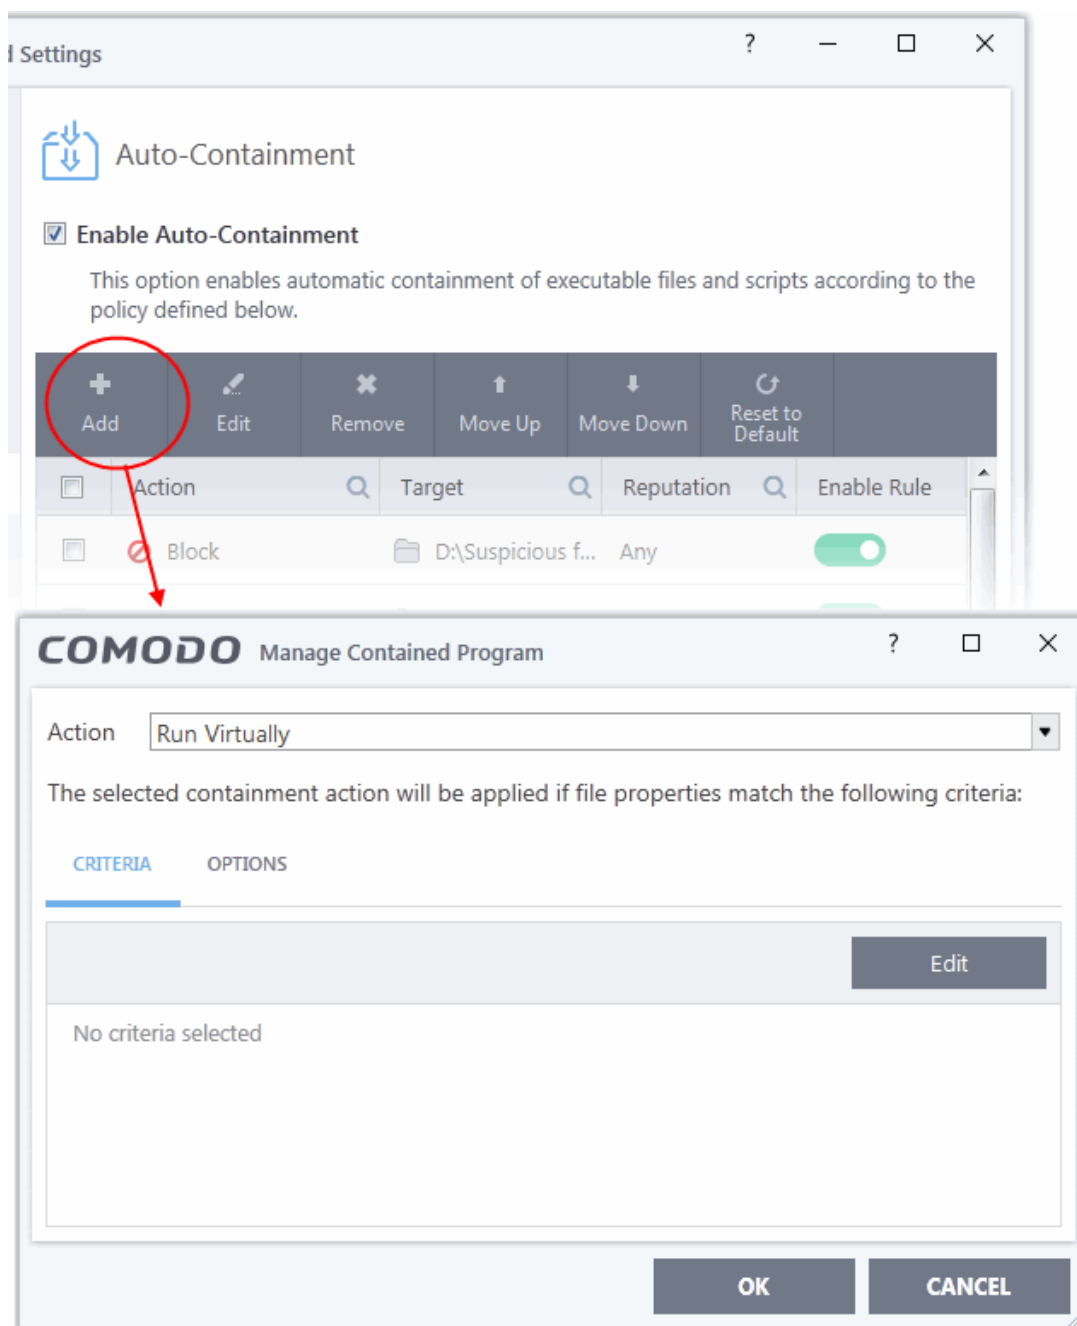 d Settings
?
Auto-Containment
Enable Auto-Containment
This option enables automatic containment of executable files and scripts according to the
policy defined below.
Add Edit Remove Move Up Move Down Reset to
Default
Action Target Reputation Enable Rule
Block D:\Suspicious f... Any
COMODO Manage Contained Program ?
Action Run Virtually
The selected containment action will be applied if file properties match the following criteria:
CRITERIA OPTIONS
Edit
No criteria selected
OK CANCEL